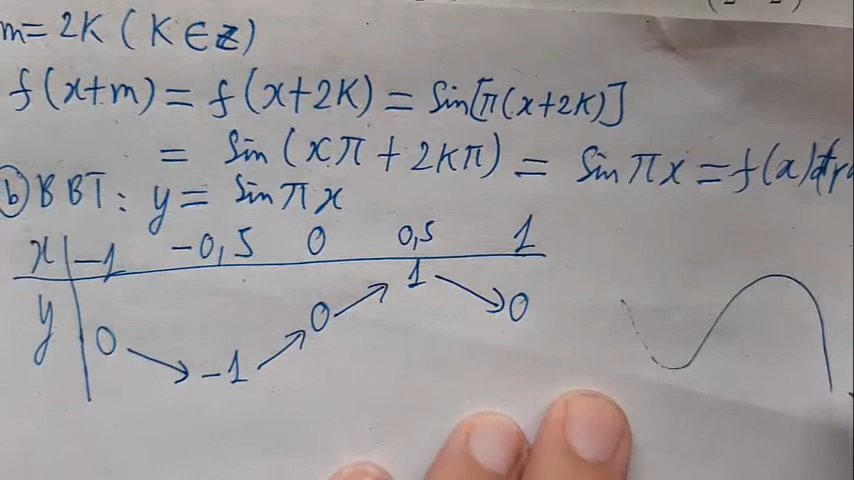 m = 2K (K ∈ Z)
f(x+m) = f(x+2K) = Sin[π(x+2K)]
= Sin (xπ + 2Kπ) = Sin πx = f(x)
b) BBT: y = Sin πx
x -1 -0,5 0 0,5 1
y 0 -1 0 1 0